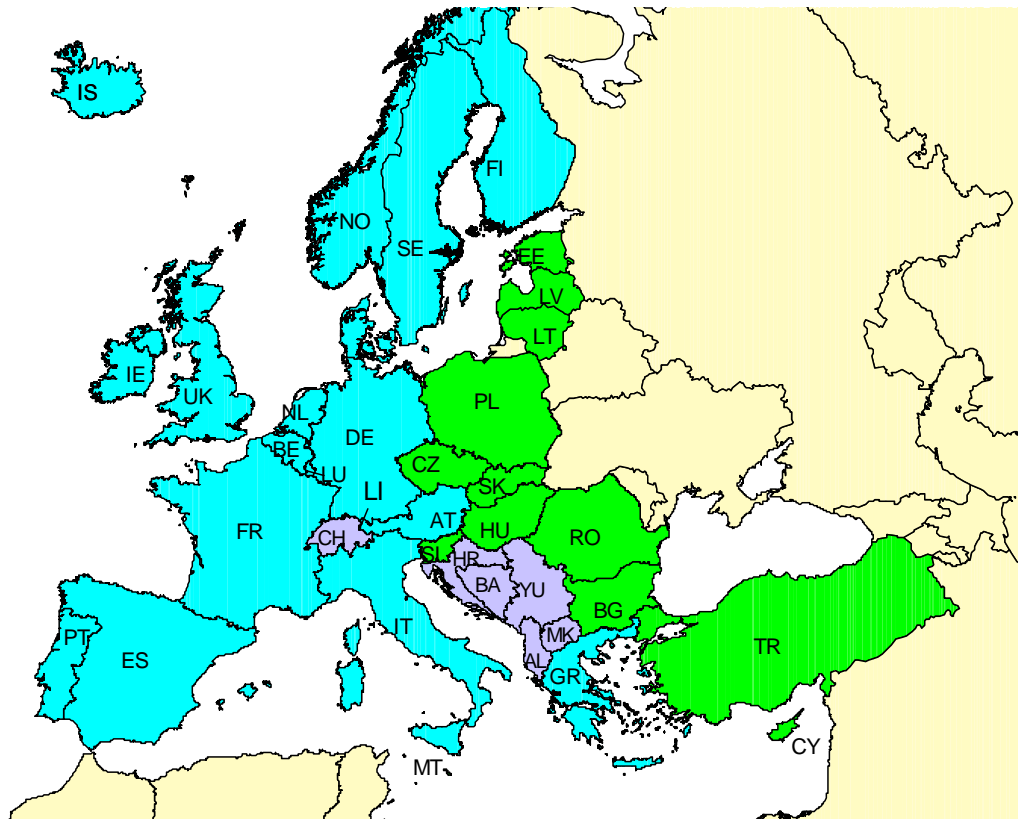 IS
FI
NO
SE
EE
LV
LT
IE
UK
NL
PL
DE
BE
CZ
LU
SK
LI
AT
FR
HU
CH
RO
SL
HR
BA
YU
BG
IT
PT
MK
ES
TR
AL
GR
CY
MT